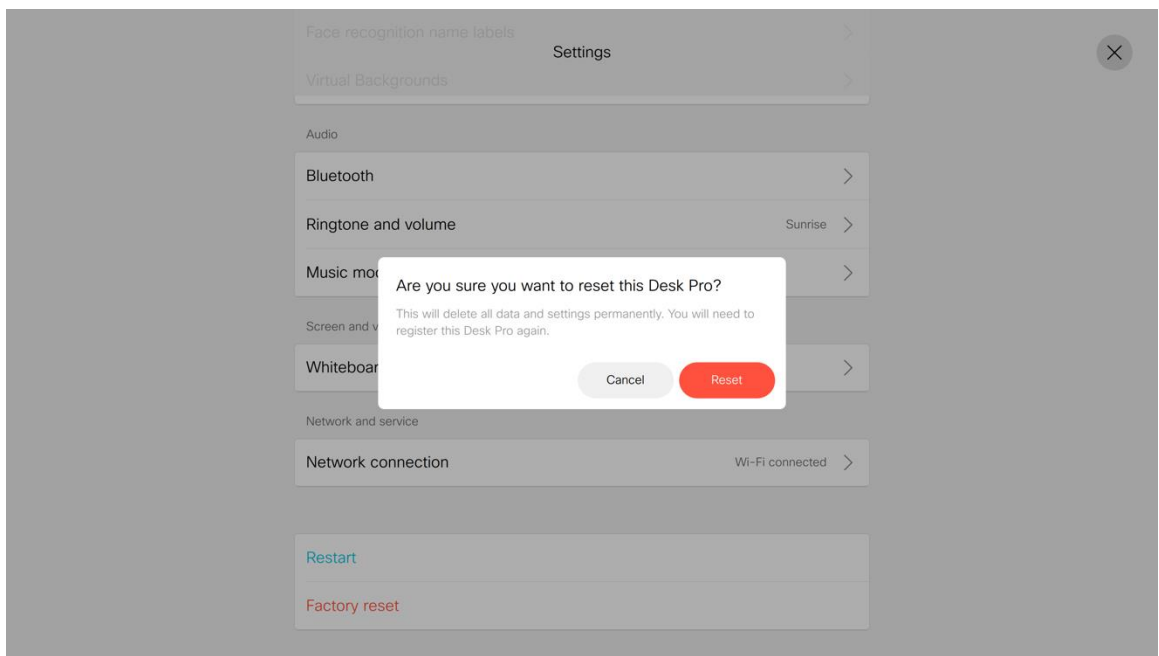 Face recognition name labels
Settings
Virtual Backgrounds
Audio
Bluetooth
Ringtone and volume Sunrise
Music mo
Are you sure you want to reset this Desk Pro?
This will delete all data and settings permanently. You will need to
register this Desk Pro again.
Screen and v
Whiteboar
Cancel Reset
Network and service
Network connection Wi-Fi connected
Restart
Factory reset